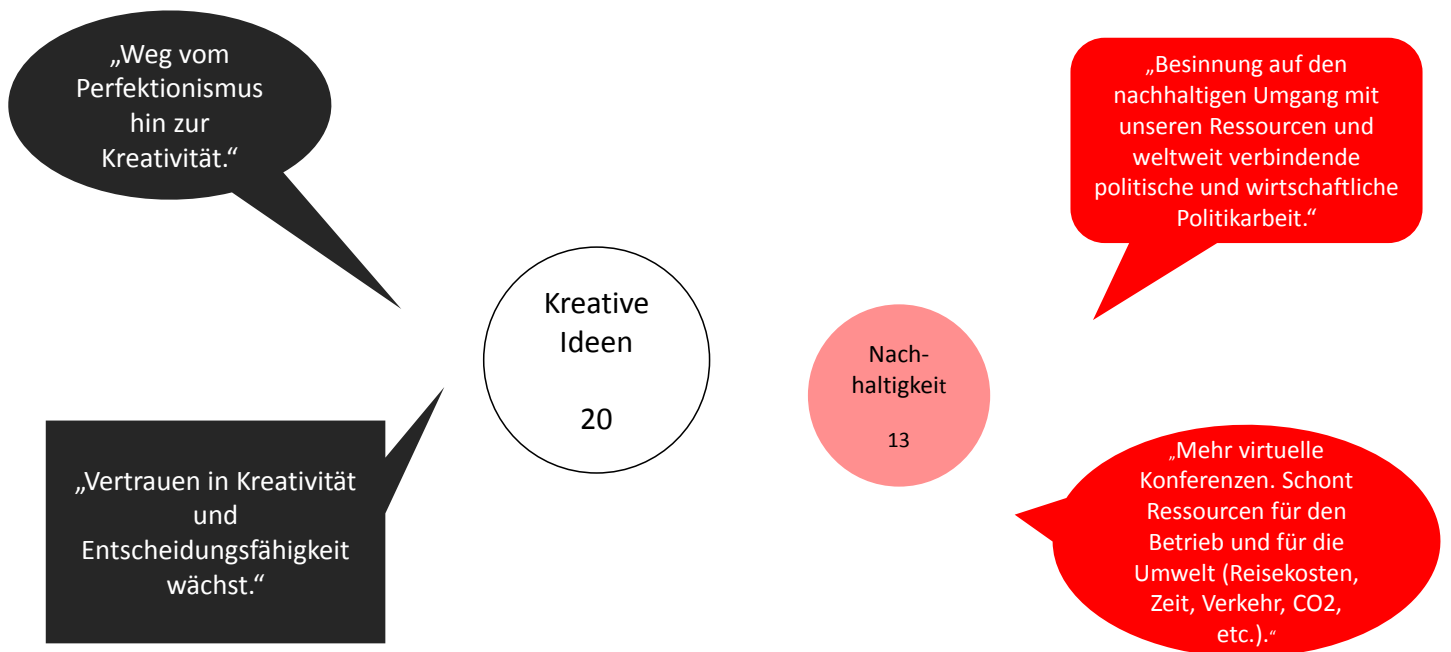 „Weg vom
Perfektionismus
hin zur
Kreativität.“
„Vertrauen in Kreativität
und
Entscheidungsfähigkeit
wächst.“
Kreative
Ideen
20
Nach-
haltigkeit
13
„Besinnung auf den
nachhaltigen Umgang mit
unseren Ressourcen und
weltweit verbindende
politische und wirtschaftliche
Politikarbeit.“
„Mehr virtuelle
Konferenzen. Schont
Ressourcen für den
Betrieb und für die
Umwelt (Reisekosten,
Zeit, Verkehr, CO2,
etc.).“